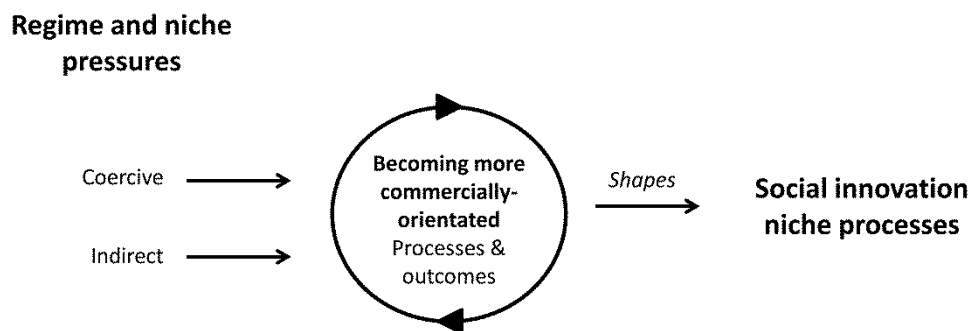 Regime and niche
pressures
Coercive
Indirect
Becoming more
commercially-
orientated
Processes &
outcomes
Shapes
Social innovation
niche processes